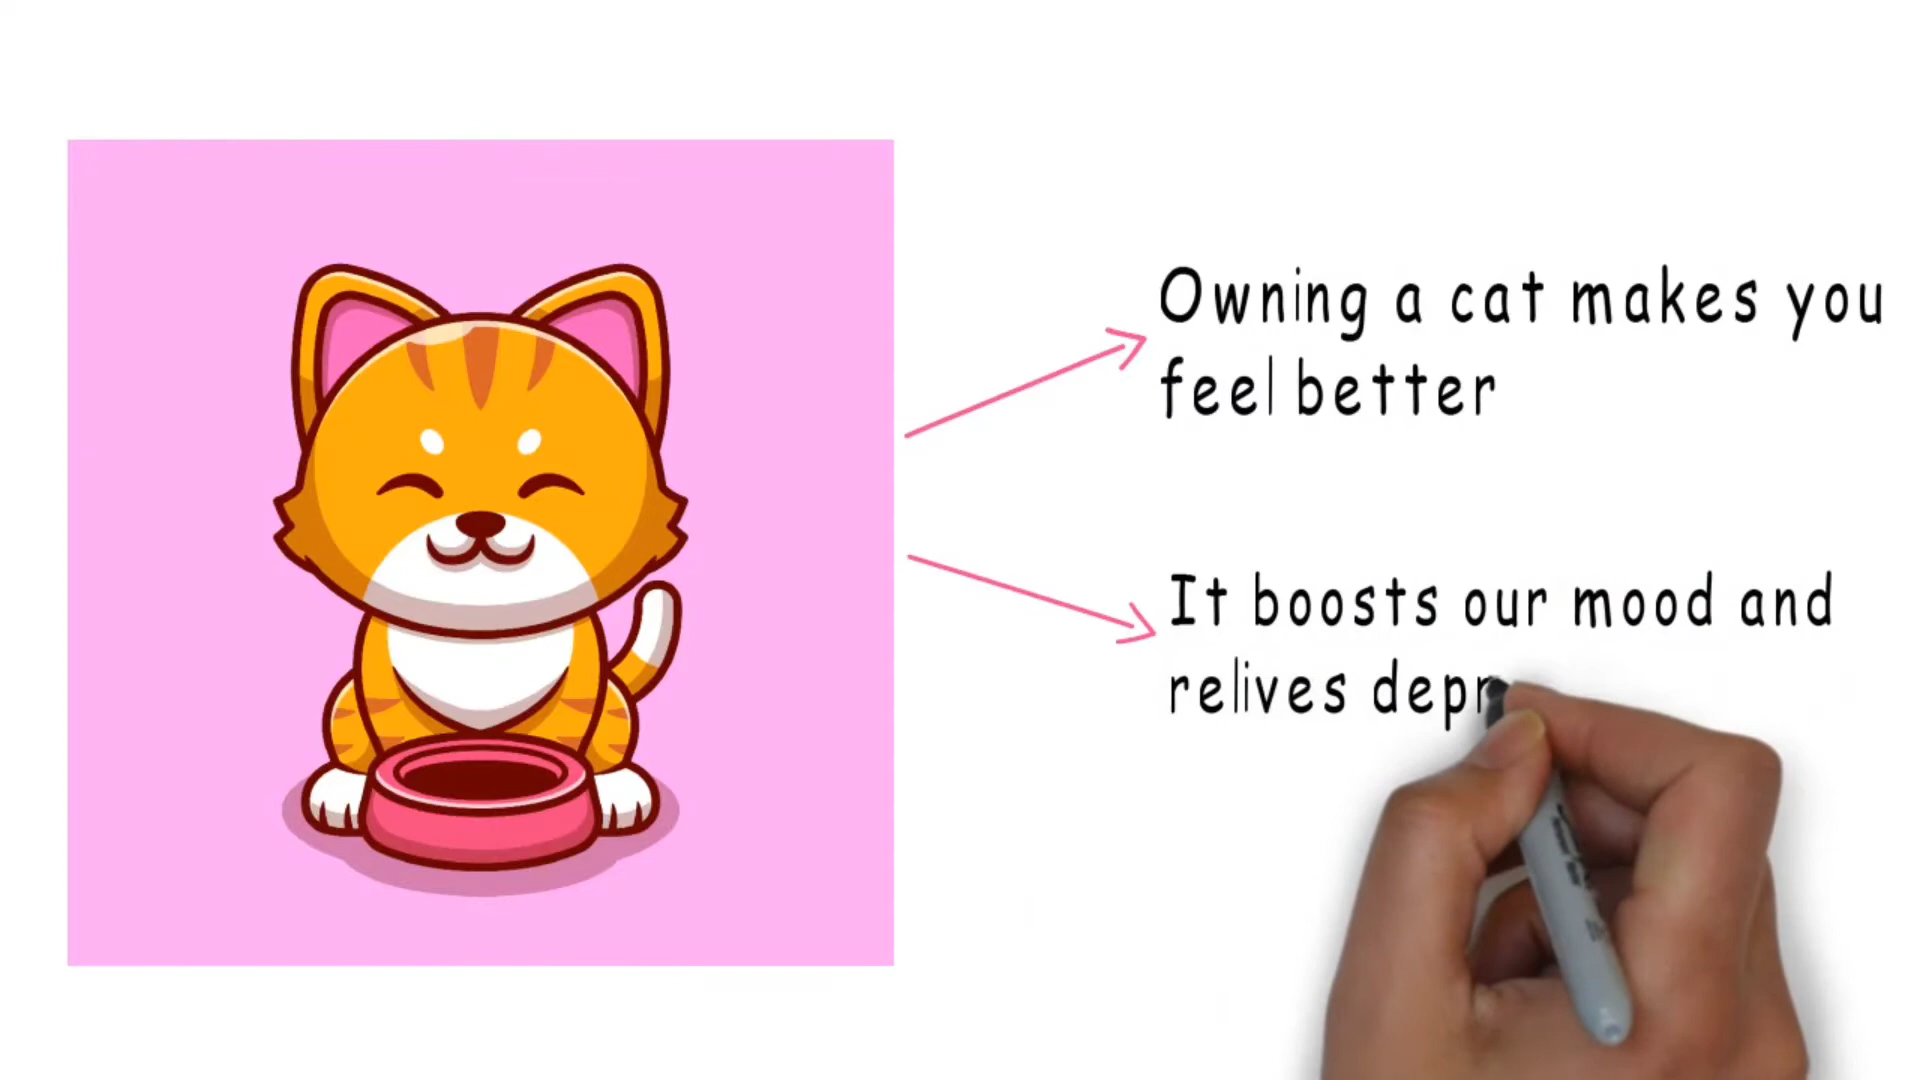 Owning a cat makes you
feel better
It boosts our mood and
relives depr